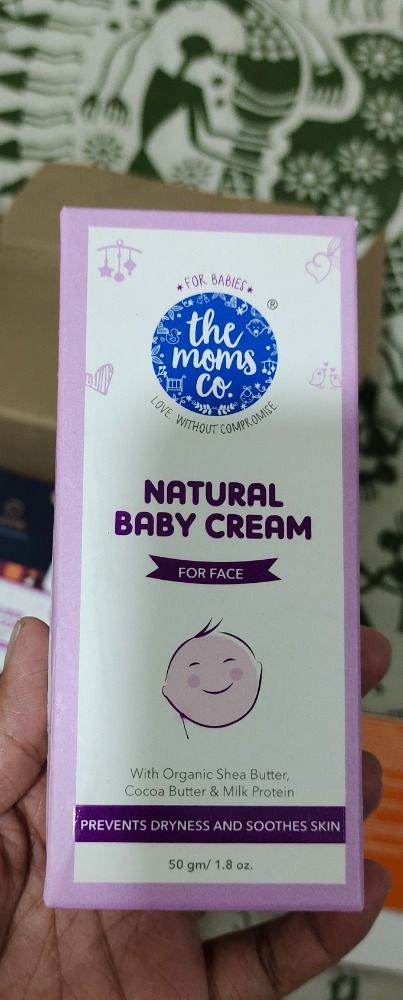 FOR BABIES
®
the
moms
co.
LOVE. WITHOUT COMPROMISE
NATURAL
BABY CREAM
FOR FACE
With Organic Shea Butter,
Cocoa Butter & Milk Protein
PREVENTS DRYNESS AND SOOTHES SKIN
50 gm/ 1.8 oz.